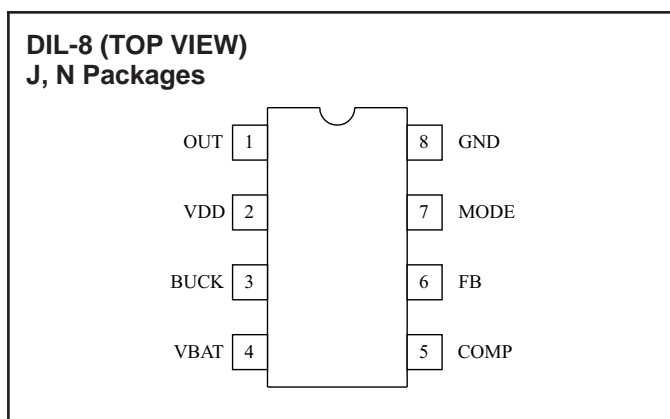 DIL-8 (TOP VIEW)
J, N Packages
OUT 1 8 GND
VDD 2 7 MODE
BUCK 3 6 FB
VBAT 4 5 COMP